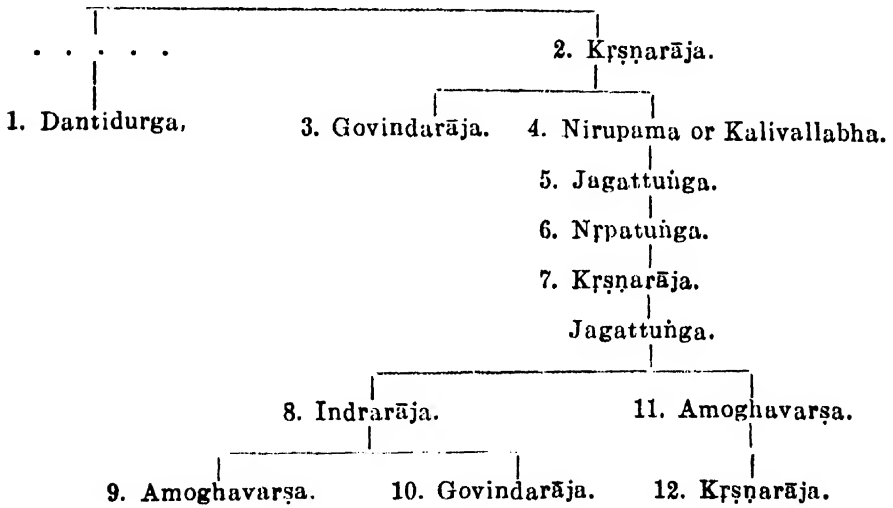 . . . . .
2. Kṛṣṇarāja.
1. Dantidurga, 3. Govindarāja. 4. Nirupama or Kalivallabha.
5. Jagattuṅga.
6. Nṛpatuṅga.
7. Kṛṣṇarāja.
Jagattuṅga.
8. Indrarāja. 11. Amoghavarṣa.
9. Amoghavarṣa. 10. Govindarāja. 12. Kṛṣṇarāja.